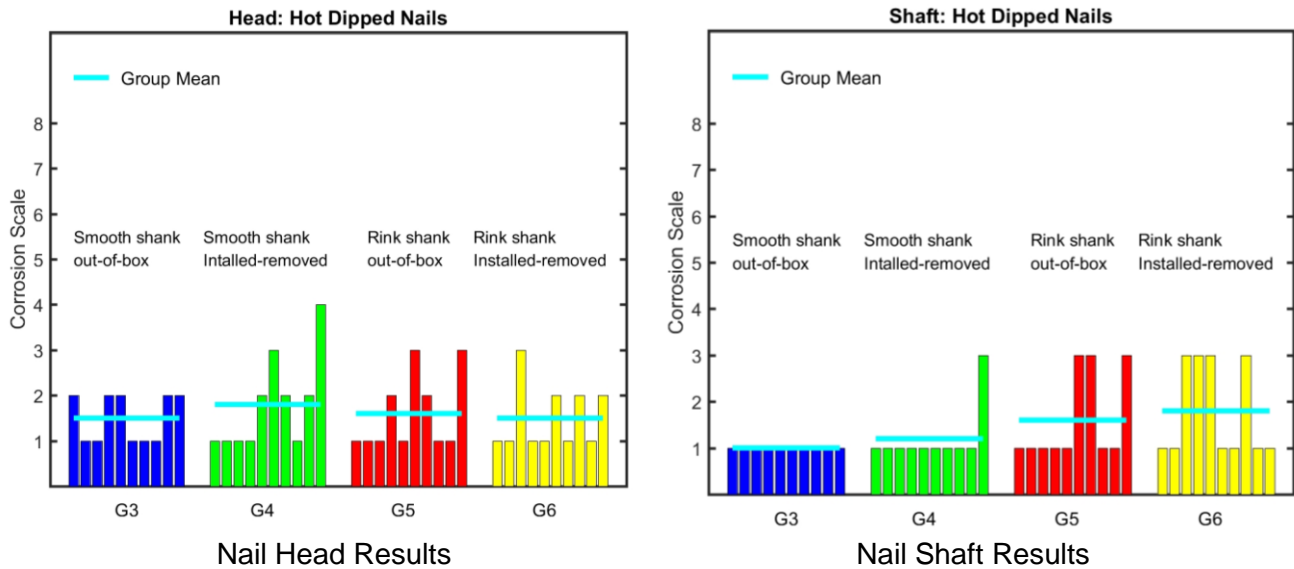 Head: Hot Dipped Nails
Group Mean
8
7
6
5
4
3
2
1
Corrosion Scale
Smooth shank
out-of-box
Smooth shank
Intalled-removed
Rink shank
out-of-box
Rink shank
Installed-removed
G3
G4
G5
G6
Nail Head Results
Shaft: Hot Dipped Nails
Group Mean
8
7
6
5
4
3
2
1
Corrosion Scale
Smooth shank
out-of-box
Smooth shank
Intalled-removed
Rink shank
out-of-box
Rink shank
Installed-removed
G3
G4
G5
G6
Nail Shaft Results